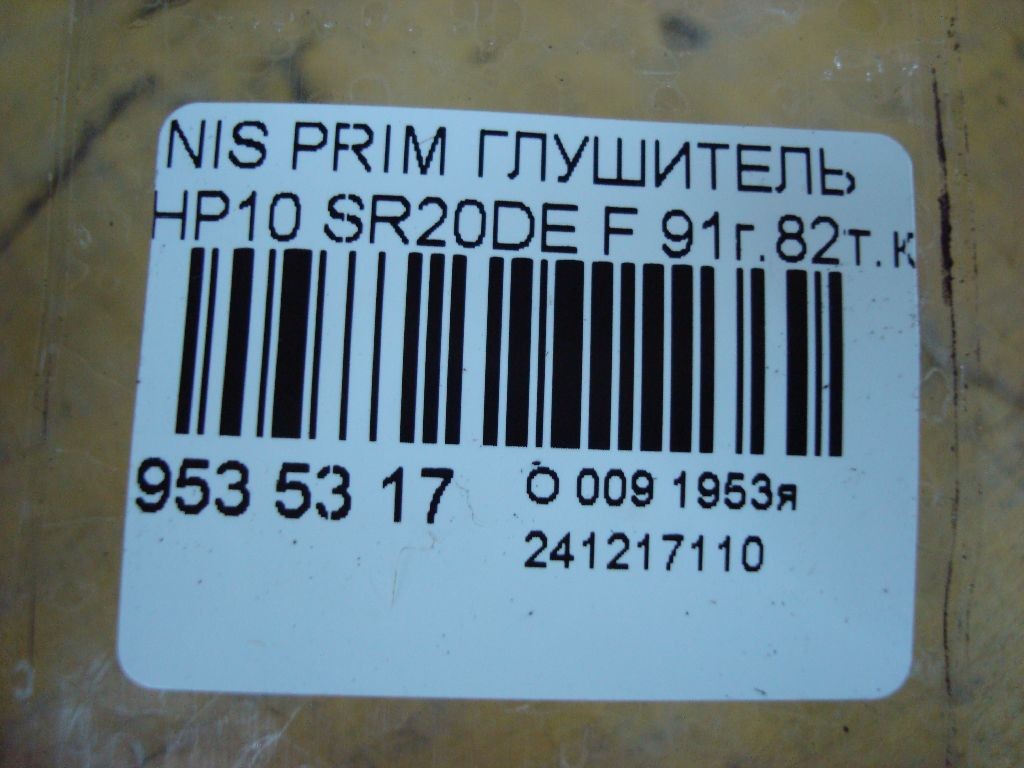 NIS PRIM ГЛУШИТЕЛЬ
HP10 SR20DE F 91г.82т.к
953 53 17
О 009 1953я
241217110